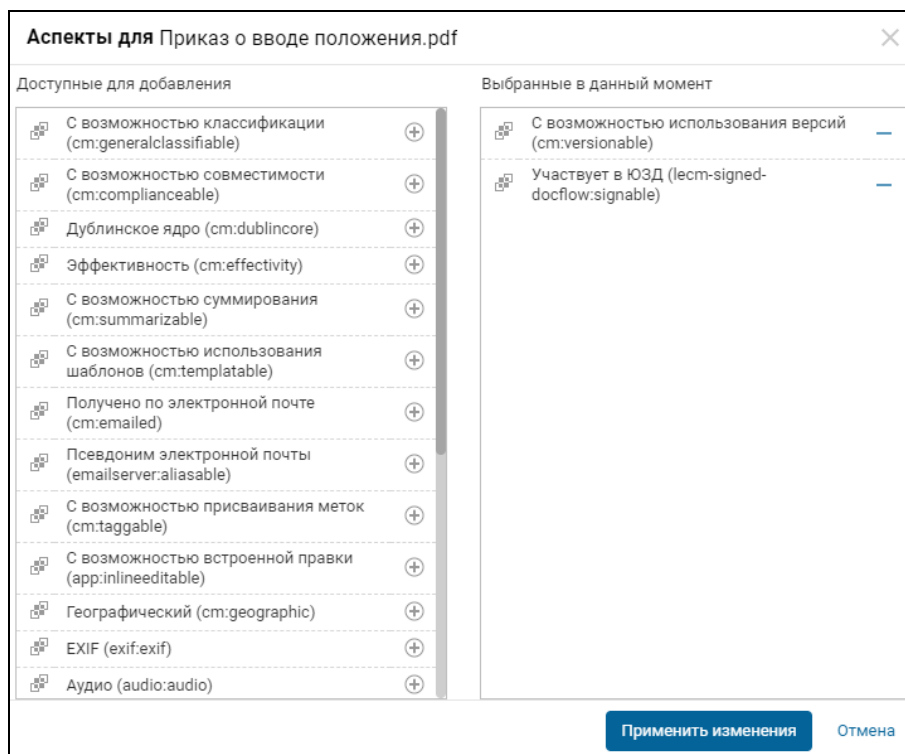 Аспекты для Приказ о вводе положения.pdf
Доступные для добавления
С возможностью классификации
(cm:generalclassifiable)
С возможностью совместимости
(cm:complianceable)
Дублинское ядро (cm:dublincore)
Эффективность (cm:effectivity)
С возможностью суммирования
(cm:summarizable)
С возможностью использования
шаблонов (cm:templatable)
Получено по электронной почте
(cm:emailed)
Псевдоним электронной почты
(emailserver:aliasable)
С возможностью присваивания меток
(cm:taggable)
С возможностью встроенной правки
(app:inlineeditable)
Географический (cm:geographic)
EXIF (exif:exif)
Аудио (audio:audio)
Выбранные в данный момент
С возможностью использования версий
(cm:versionable)
Участвует в ЮЗД (lecm-signed-
docflow:signable)
Применить изменения
Отмена